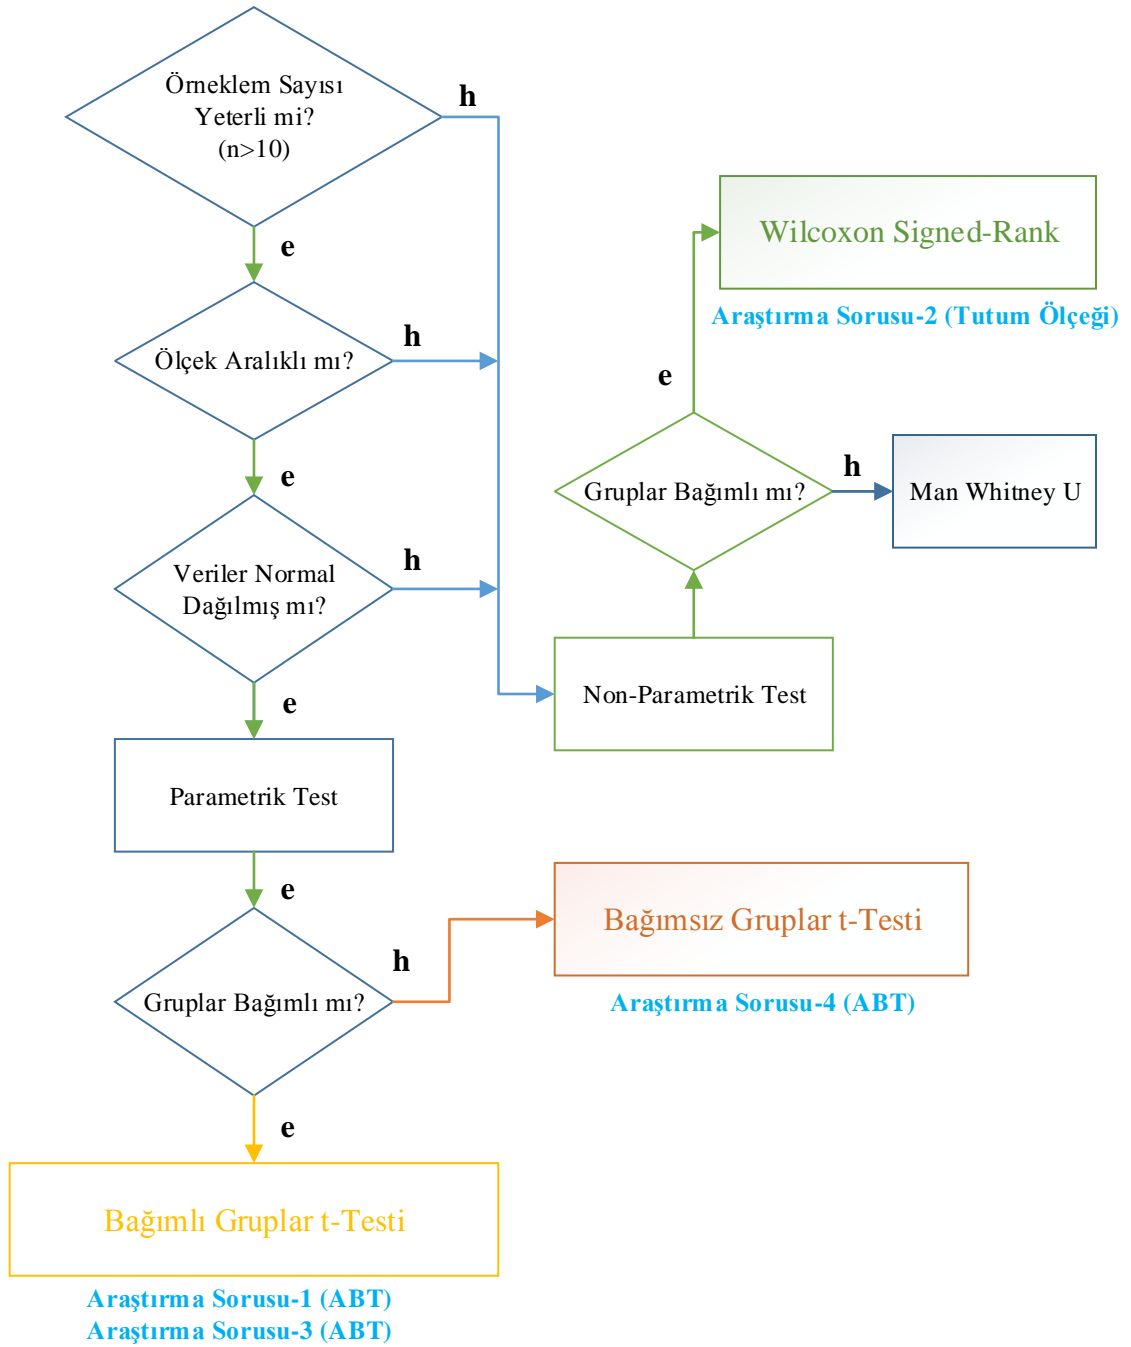 Örneklem Sayısı
Yeterli mi?
(n>10)
h
e
Ölçek Aralıklı mı?
h
e
Veriler Normal
Dağılmış mı?
h
e
Parametrik Test
e
Gruplar Bağımlı mı?
h
e
Bağımlı Gruplar t-Testi
Araştırma Sorusu-1 (ABT)
Araştırma Sorusu-3 (ABT)
Bağımsız Gruplar t-Testi
Araştırma Sorusu-4 (ABT)
Non-Parametrik Test
Gruplar Bağımlı mı?
h
Man Whitney U
e
Wilcoxon Signed-Rank
Araştırma Sorusu-2 (Tutum Ölçeği)